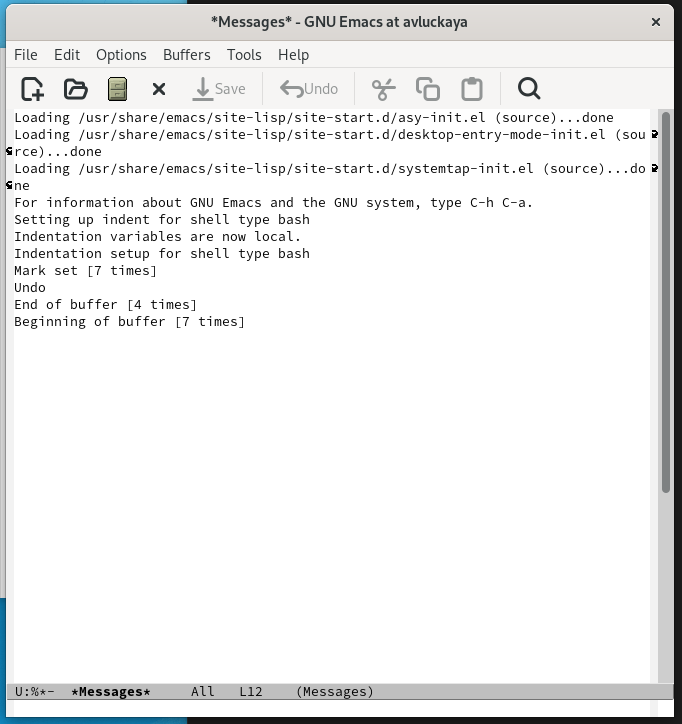 *Messages* - GNU Emacs at avluckaya
File Edit Options Buffers Tools Help
Save Undo
Loading /usr/share/emacs/site-lisp/site-start.d/asy-init.el (source)...done
Loading /usr/share/emacs/site-lisp/site-start.d/desktop-entry-mode-init.el (sou
rce)...done
Loading /usr/share/emacs/site-lisp/site-start.d/systemtap-init.el (source)...do
ne
For information about GNU Emacs and the GNU system, type C-h C-a.
Setting up indent for shell type bash
Indentation variables are now local.
Indentation setup for shell type bash
Mark set [7 times]
Undo
End of buffer [4 times]
Beginning of buffer [7 times]
U:%*- *Messages* All L12 (Messages)